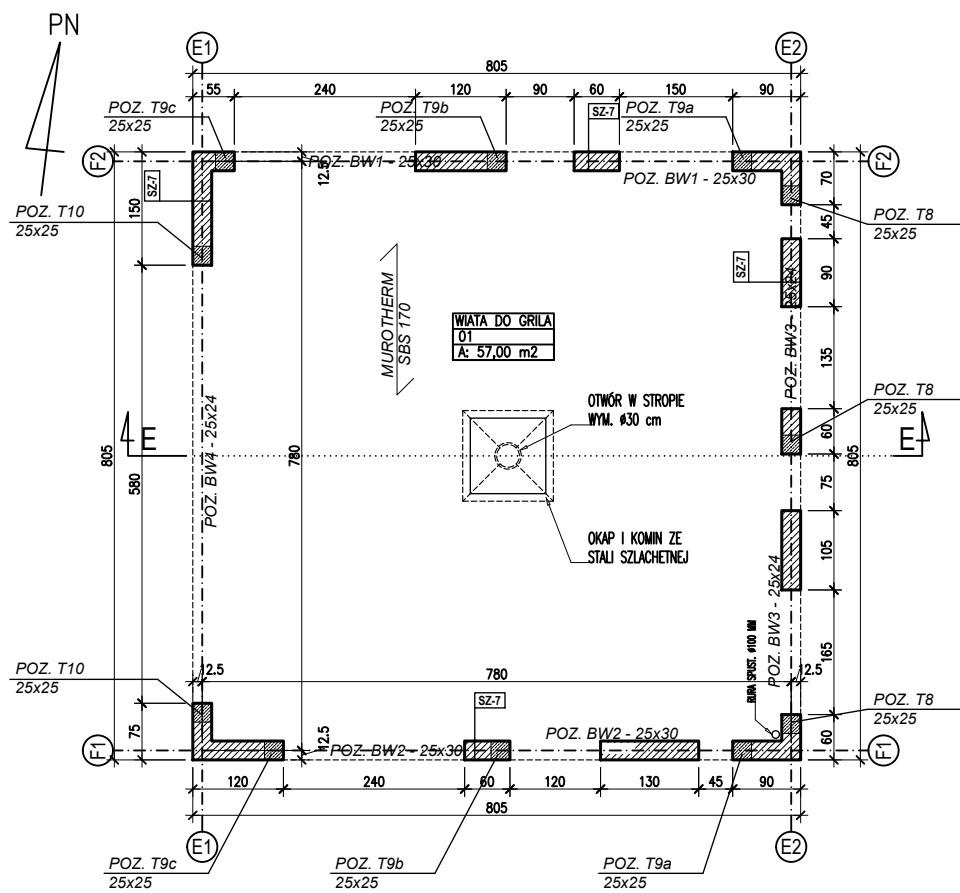 PN
E1
E2
805
55
240
120
90
60
150
90
POZ. T9c
25x25
POZ. T9b
25x25
SZ-7
POZ. T9a
25x25
F2
F2
POZ. BW1 - 25x30
12.5
POZ. BW1 - 25x30
70
SZ-7
150
POZ. T10
25x25
POZ. T8
25x25
45
SZ-7
90
POZ. BW3 - 25x24
MUROTHERM
SBS 170
WIATA DO GRILA
01
A: 57,00 m2
135
OTWÓR W STROPIE
WYM. ø30 cm
POZ. T8
25x25
60
E
E
805
580
POZ. BW4 - 25x24
780
805
75
OKAP I KOMIN ZE
STALI SZLACHETNEJ
105
POZ. BW3 - 25x24
RURA SPUST. ø100 MM
165
POZ. T10
25x25
12.5
780
12.5
SZ-7
POZ. T8
25x25
75
60
F1
F1
12.5
POZ. BW2 - 25x30
POZ. BW2 - 25x30
120
240
60
120
130
45
90
805
E1
E2
POZ. T9c
25x25
POZ. T9b
25x25
POZ. T9a
25x25